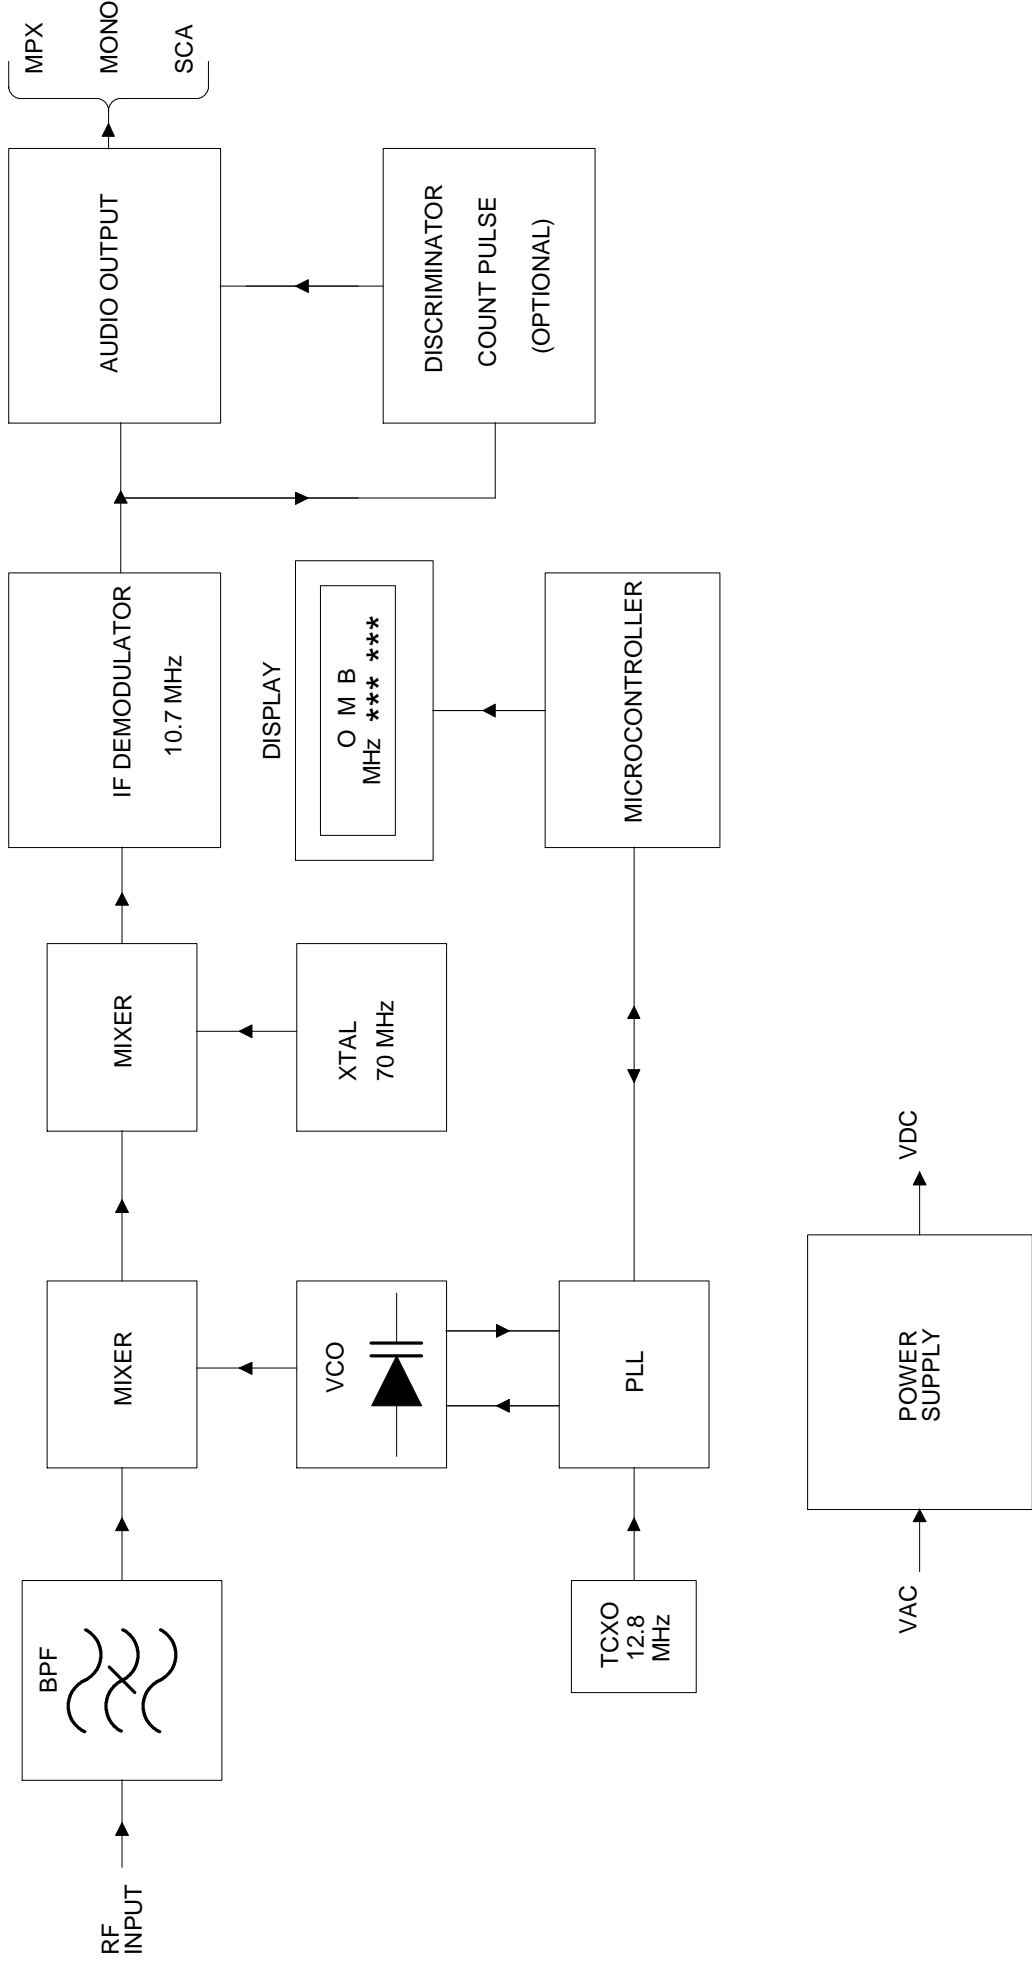 RF
INPUT
BPF
MIXER
MIXER
IF DEMODULATOR
10.7 MHz
AUDIO OUTPUT
MPX
MONO
SCA
VCO
XTAL
70 MHz
DISPLAY
O M B
MHz *** ***
DISCRIMINATOR
COUNT PULSE
(OPTIONAL)
TCXO
12.8
MHz
PLL
MICROCONTROLLER
VAC
POWER
SUPPLY
VDC